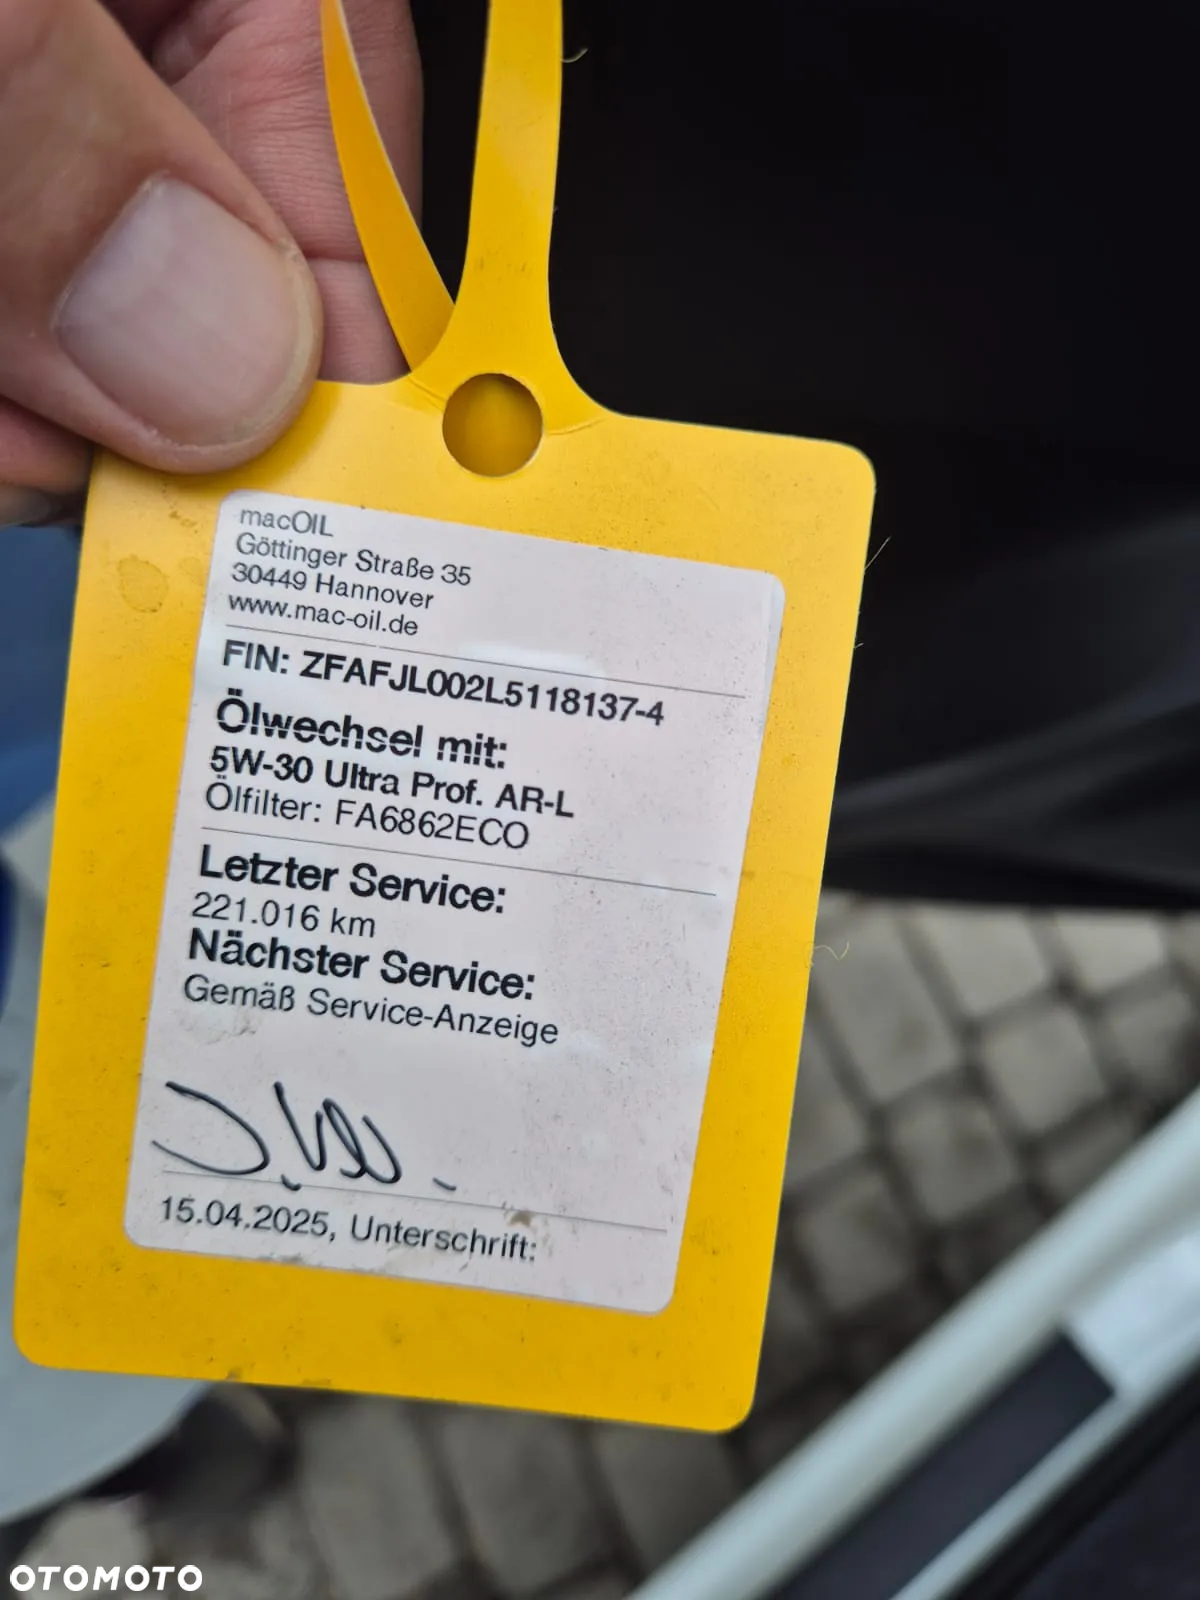 macOIL
Göttinger Straße 35
30449 Hannover
www.mac-oil.de
FIN: ZFAFJL002L5118137-4
Ölwechsel mit:
5W-30 Ultra Prof. AR-L
Ölfilter: FA6862ECO
Letzter Service:
221.016 km
Nächster Service:
Gemäß Service-Anzeige
15.04.2025, Unterschrift:
OTOMOTO